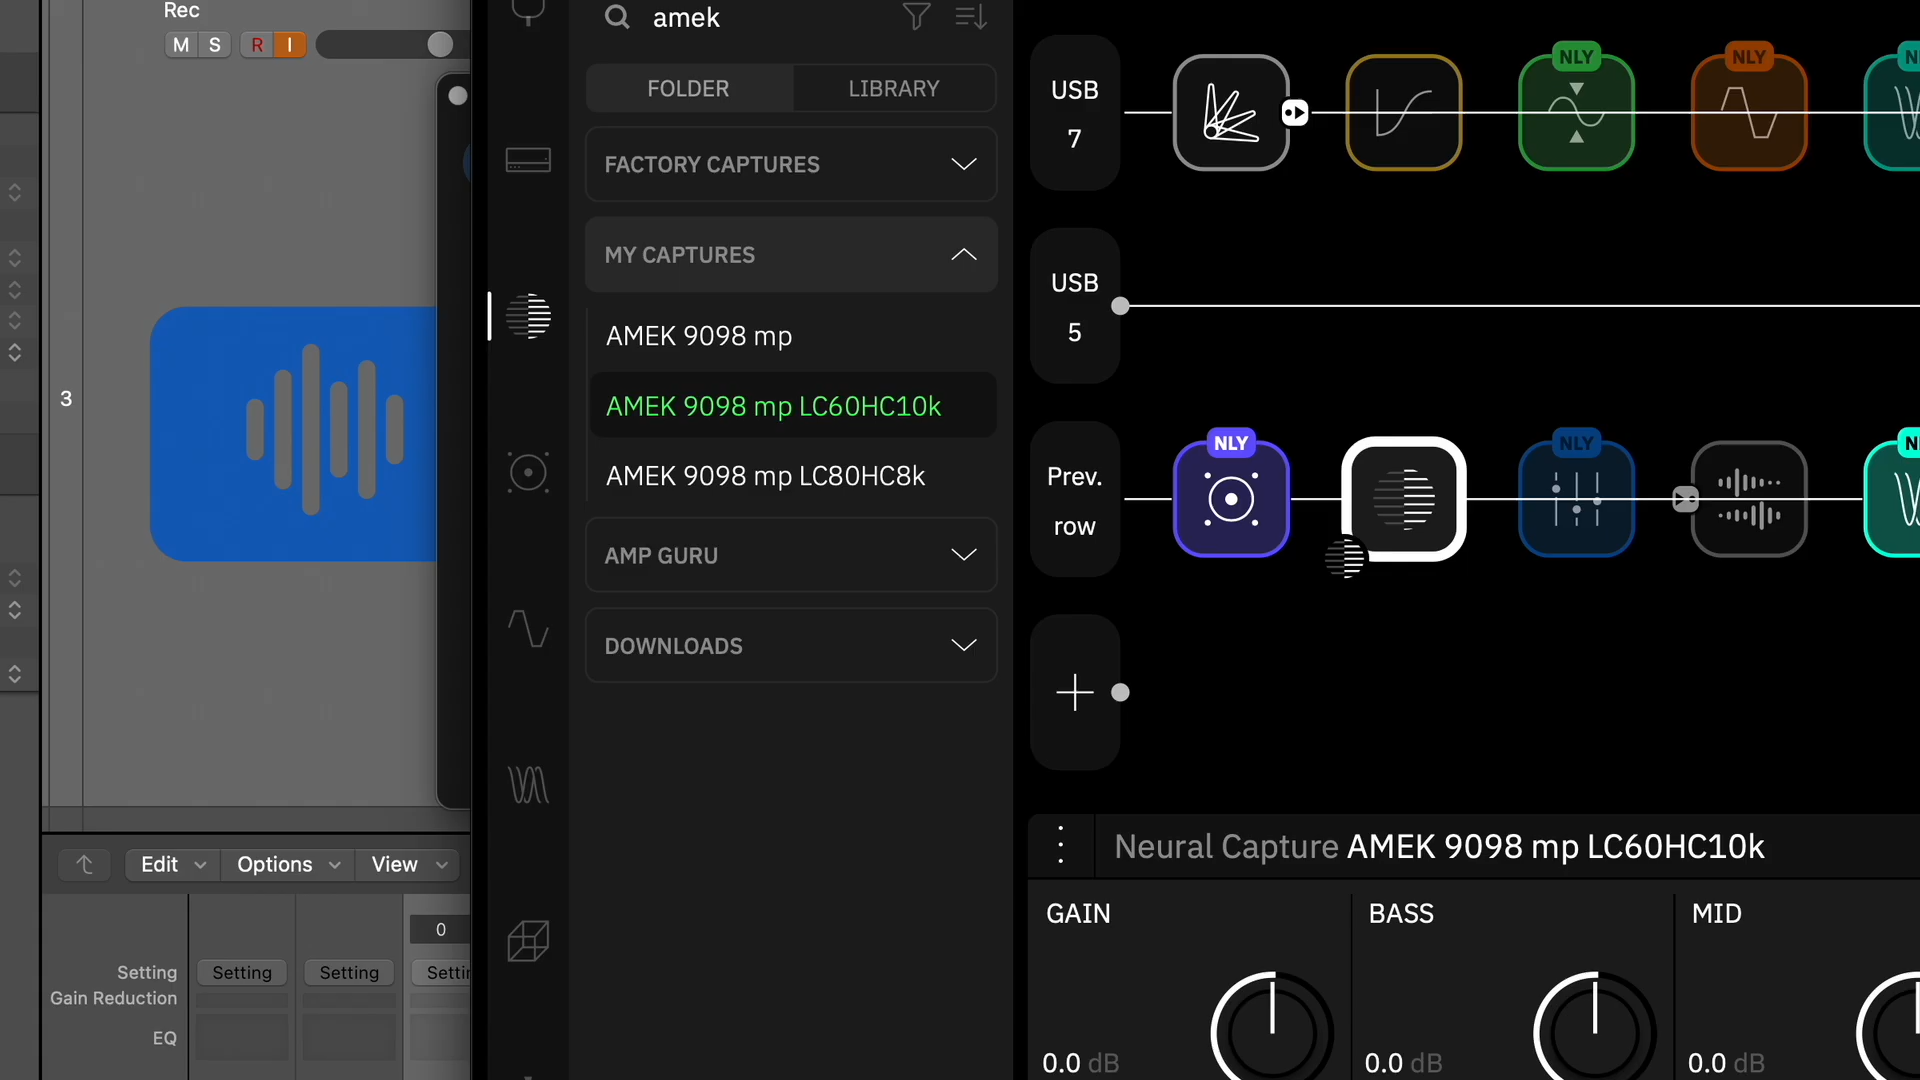 Rec
M S R I
3
Edit Options View
0
Setting Setting Setting
Gain Reduction
EQ
amek
FOLDER LIBRARY
FACTORY CAPTURES
MY CAPTURES
AMEK 9098 mp
AMEK 9098 mp LC60HC10k
AMEK 9098 mp LC80HC8k
AMP GURU
DOWNLOADS
USB
7
NLY NLY
USB
5
Prev.
row
NLY NLY
Neural Capture AMEK 9098 mp LC60HC10k
GAIN BASS MID
0.0 dB 0.0 dB 0.0 dB